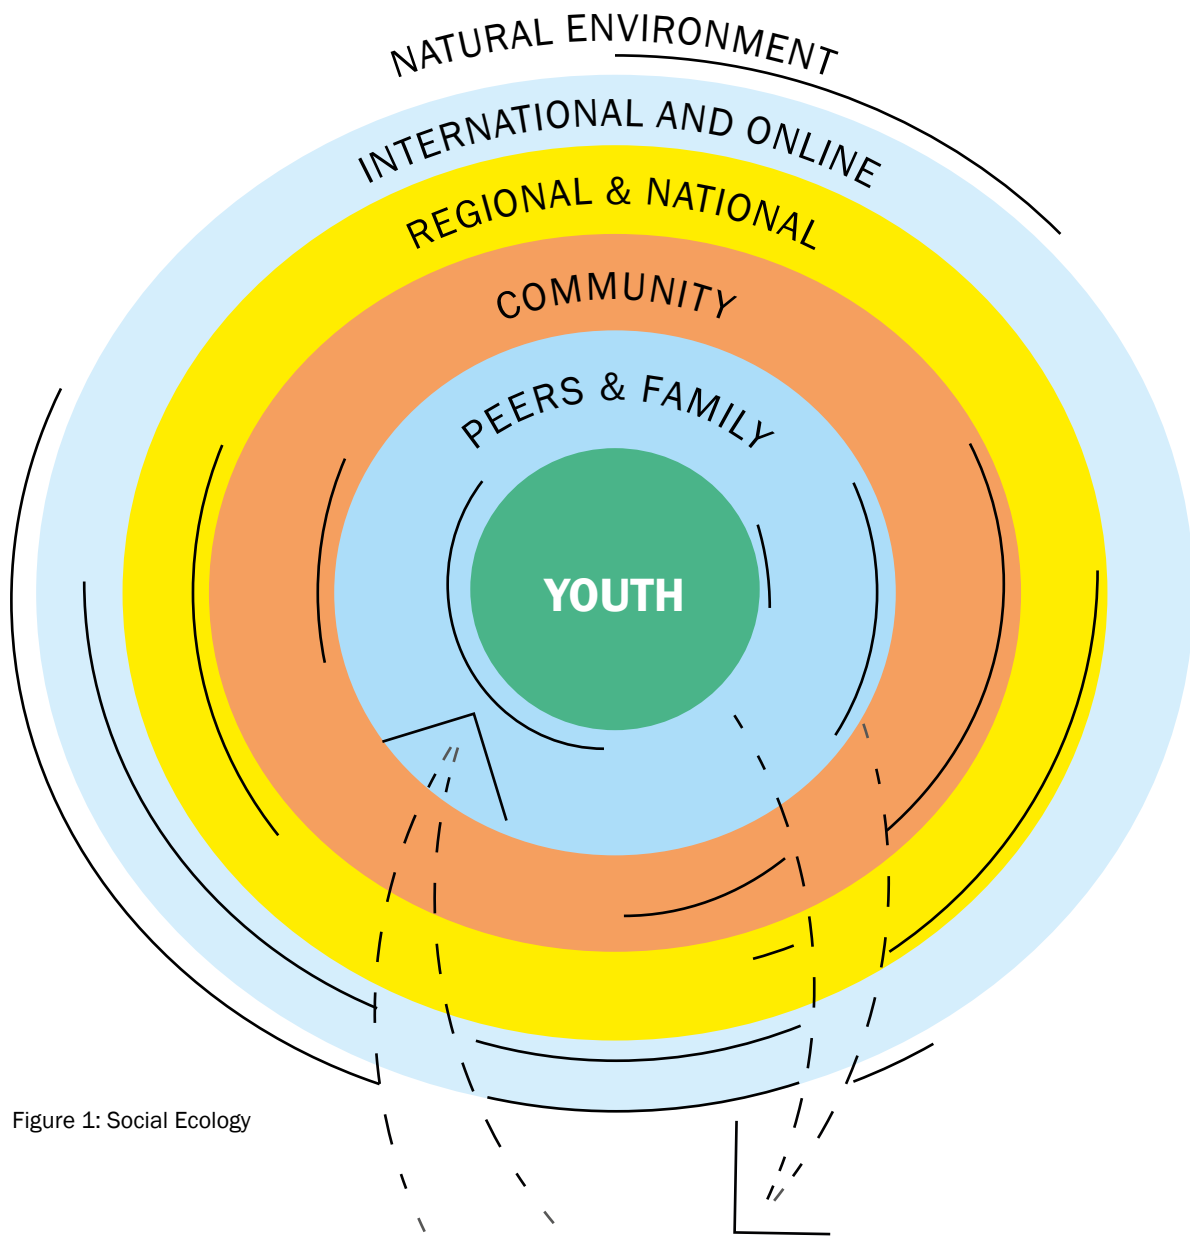 NATURAL ENVIRONMENT
INTERNATIONAL AND ONLINE
REGIONAL & NATIONAL
COMMUNITY
PEERS & FAMILY
YOUTH
Figure 1: Social Ecology